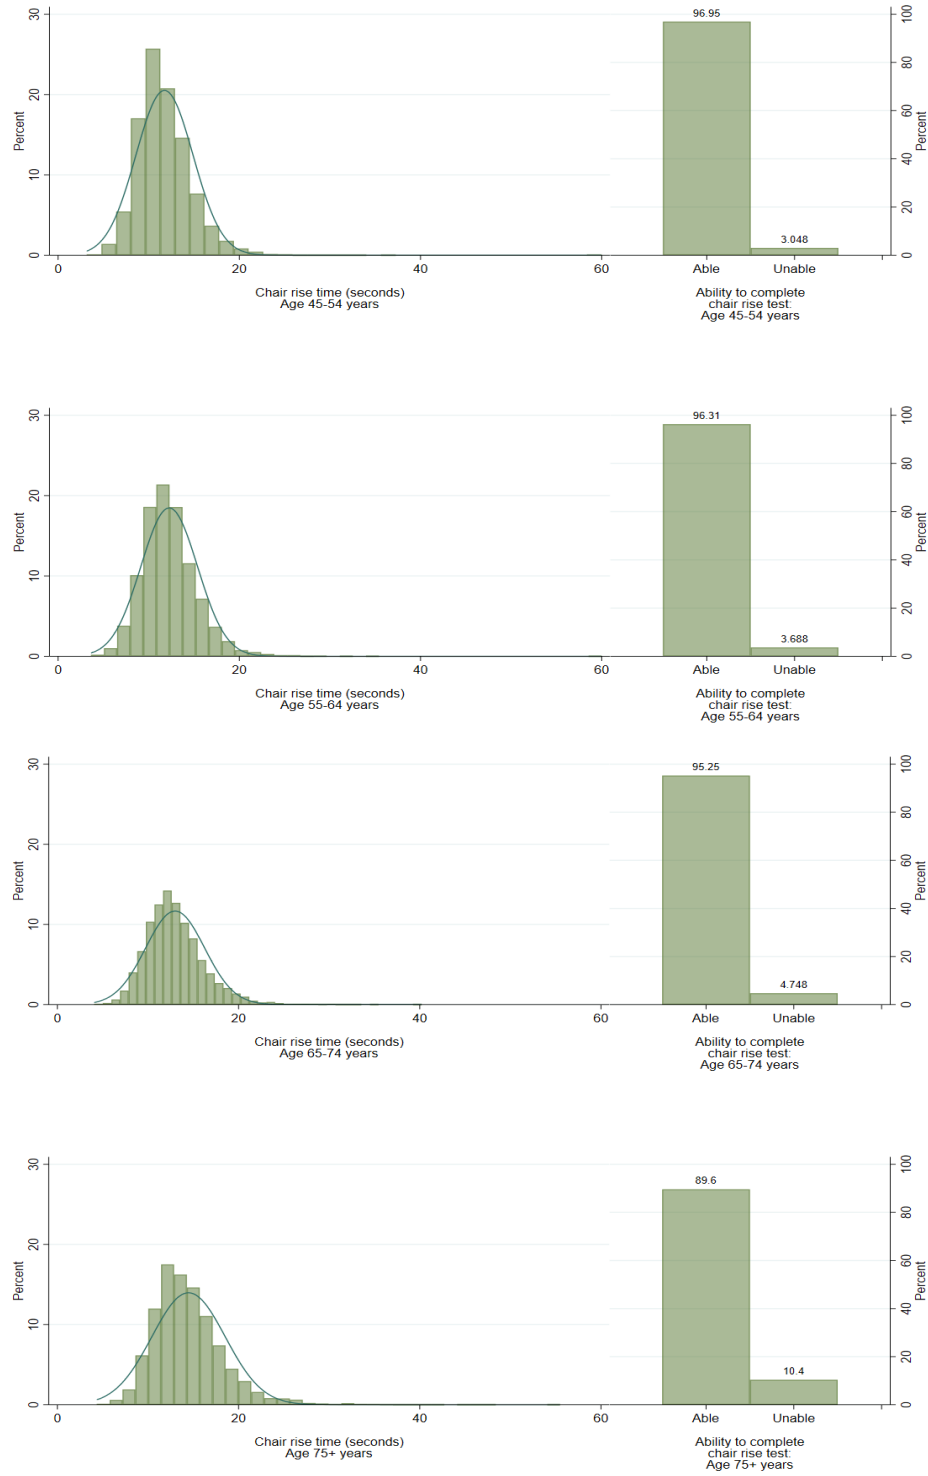 30
20
10
0
Percent
0 20 40 60
Chair rise time (seconds)
Age 45-54 years
96.95
3.048
100
80
60
40
20
0
Percent
Able Unable
Ability to complete
chair rise test:
Age 45-54 years
30
20
10
0
Percent
0 20 40 60
Chair rise time (seconds)
Age 55-64 years
96.31
3.688
100
80
60
40
20
0
Percent
Able Unable
Ability to complete
chair rise test:
Age 55-64 years
30
20
10
0
Percent
0 20 40 60
Chair rise time (seconds)
Age 65-74 years
95.25
4.748
100
80
60
40
20
0
Percent
Able Unable
Ability to complete
chair rise test:
Age 65-74 years
30
20
10
0
Percent
0 20 40 60
Chair rise time (seconds)
Age 75+ years
89.6
10.4
100
80
60
40
20
0
Percent
Able Unable
Ability to complete
chair rise test:
Age 75+ years